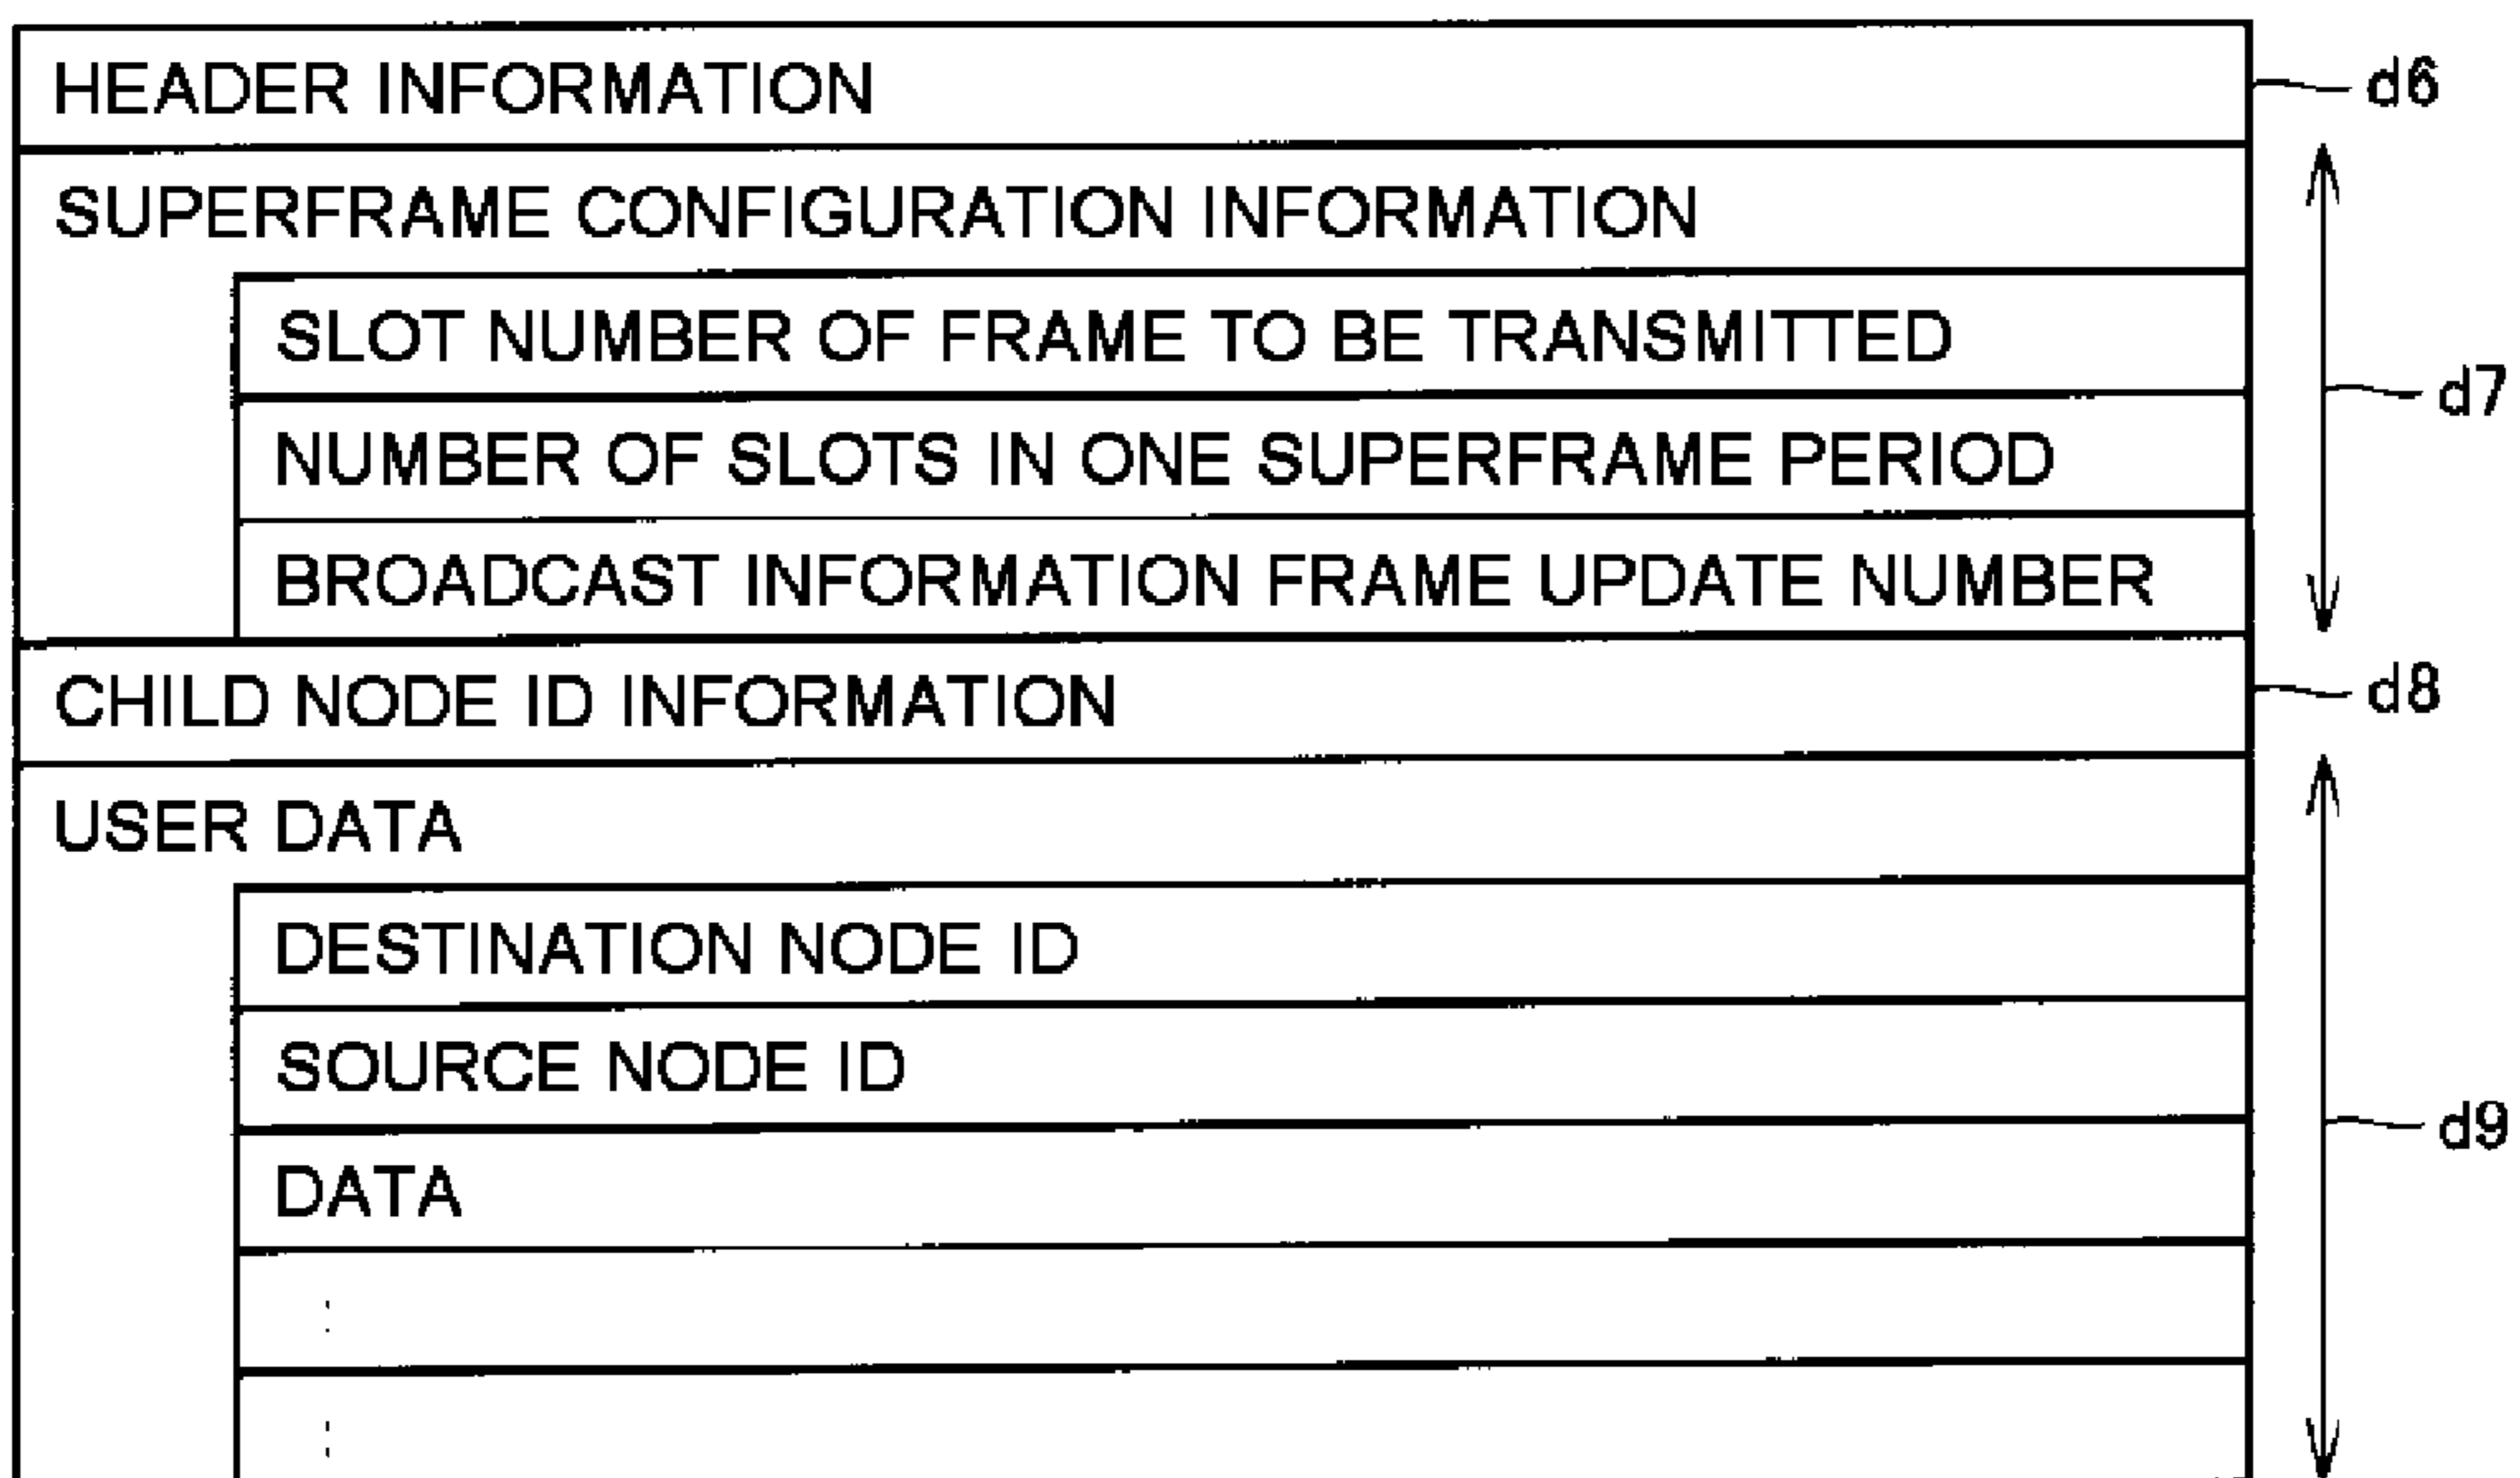 HEADER INFORMATION d6
SUPERFRAME CONFIGURATION INFORMATION
SLOT NUMBER OF FRAME TO BE TRANSMITTED
NUMBER OF SLOTS IN ONE SUPERFRAME PERIOD
d7
BROADCAST INFORMATION FRAME UPDATE NUMBER
CHILD NODE ID INFORMATION d8
USER DATA
DESTINATION NODE ID
SOURCE NODE ID
d9
DATA